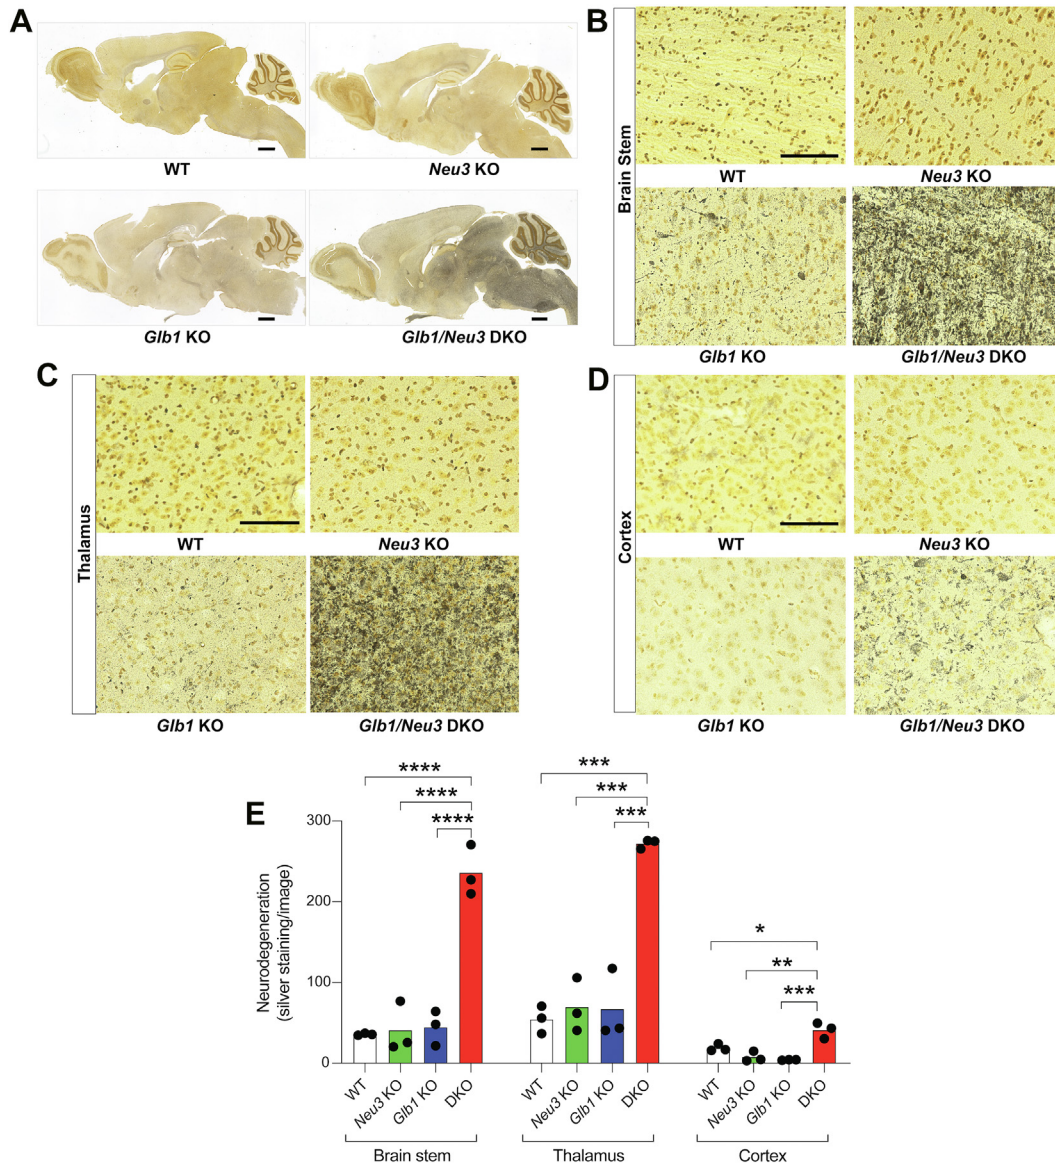 A
WT
Neu3 KO
Glb1 KO
Glb1/Neu3 DKO
B
Brain Stem
WT
Neu3 KO
Glb1 KO
Glb1/Neu3 DKO
C
Thalamus
WT
Neu3 KO
Glb1 KO
Glb1/Neu3 DKO
D
Cortex
WT
Neu3 KO
Glb1 KO
Glb1/Neu3 DKO
E
Neurodegeneration
(silver staining/image)
300
200
100
0
****
****
****
***
***
***
*
**
***
WT
Neu3 KO
Glb1 KO
DKO
WT
Neu3 KO
Glb1 KO
DKO
WT
Neu3 KO
Glb1 KO
DKO
Brain stem
Thalamus
Cortex